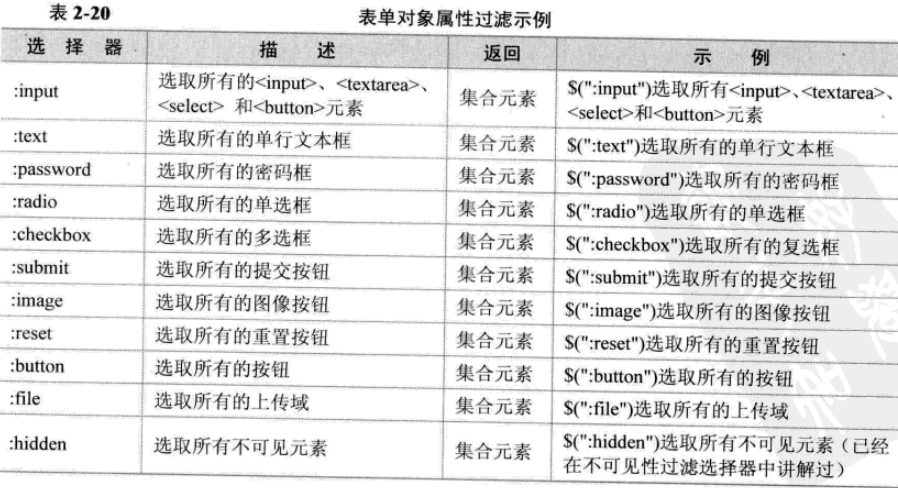 表 2-20 表单对象属性过滤示例
选 择 器 描 述 返回 示 例
:input 选取所有的<input>、<textarea>、<select> 和<button>元素 集合元素 $(":input")选取所有<input>、<textarea>、<select>和<button>元素
:text 选取所有的单行文本框 集合元素 $(":text")选取所有的单行文本框
:password 选取所有的密码框 集合元素 $(":password")选取所有的密码框
:radio 选取所有的单选框 集合元素 $(":radio")选取所有的单选框
:checkbox 选取所有的多选框 集合元素 $(":checkbox")选取所有的复选框
:submit 选取所有的提交按钮 集合元素 $(":submit")选取所有的提交按钮
:image 选取所有的图像按钮 集合元素 $(":image")选取所有的图像按钮
:reset 选取所有的重置按钮 集合元素 $(":reset")选取所有的重置按钮
:button 选取所有的按钮 集合元素 $(":button")选取所有的按钮
:file 选取所有的上传域 集合元素 $(":file")选取所有的上传域
:hidden 选取所有不可见元素 集合元素 $(":hidden")选取所有不可见元素（已经在不可见性过滤选择器中讲解过）